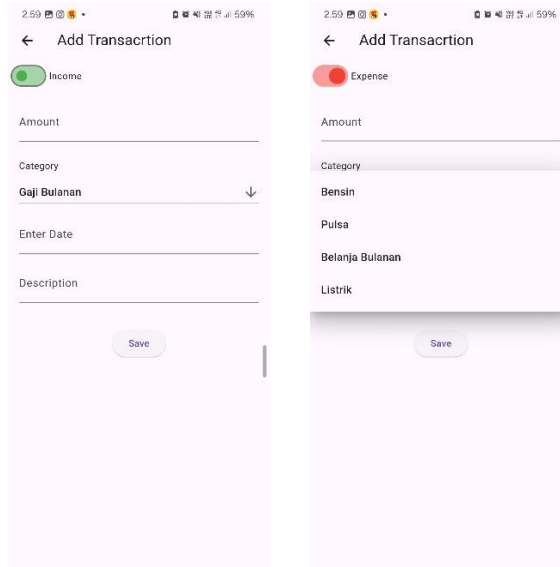 2.59 59%
Add Transacrtion
Income
Amount
Category
Gaji Bulanan
Enter Date
Description
Save
2.59 59%
Add Transacrtion
Expense
Amount
Category
Bensin
Pulsa
Belanja Bulanan
Listrik
Save